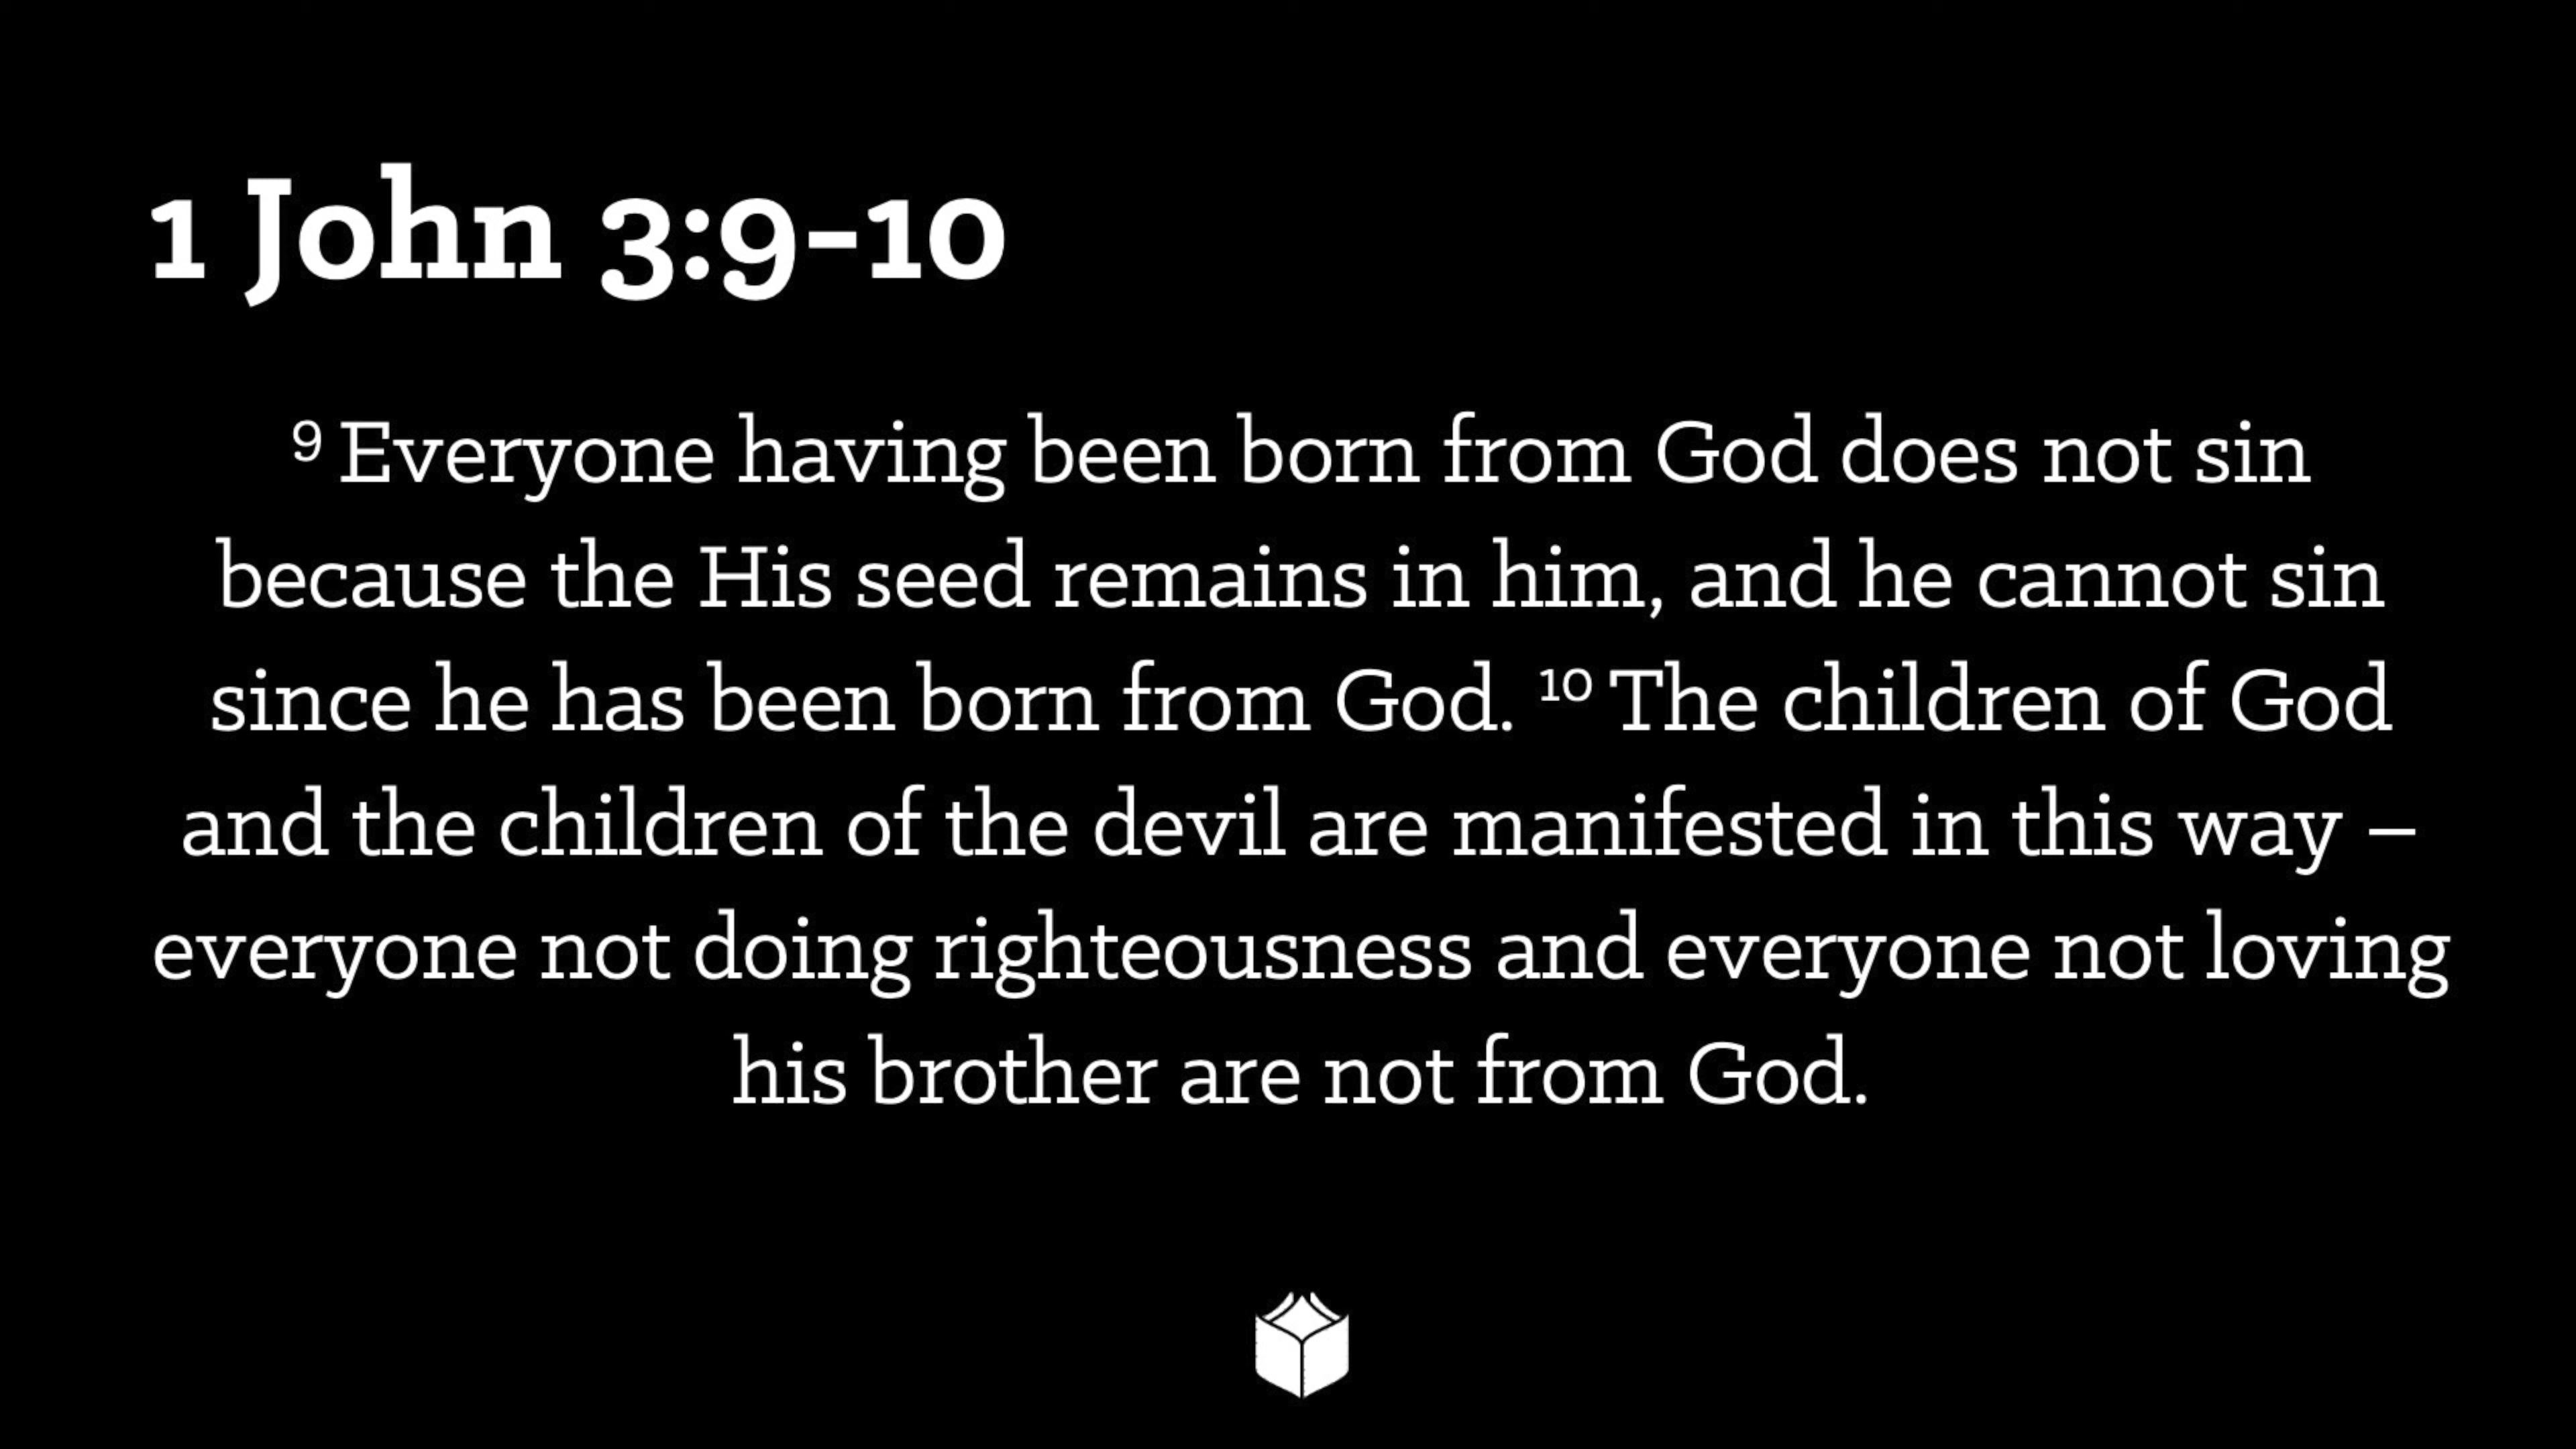 1 John 3:9-10
9 Everyone having been born from God does not sin
because the His seed remains in him, and he cannot sin
since he has been born from God. 10 The children of God
and the children of the devil are manifested in this way –
everyone not doing righteousness and everyone not loving
his brother are not from God.